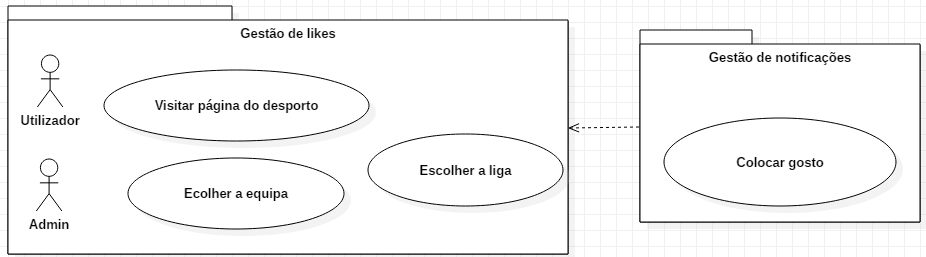 Gestão de likes
Utilizador
Visitar página do desporto
Admin
Ecolher a equipa
Escolher a liga
Gestão de notificações
Colocar gosto